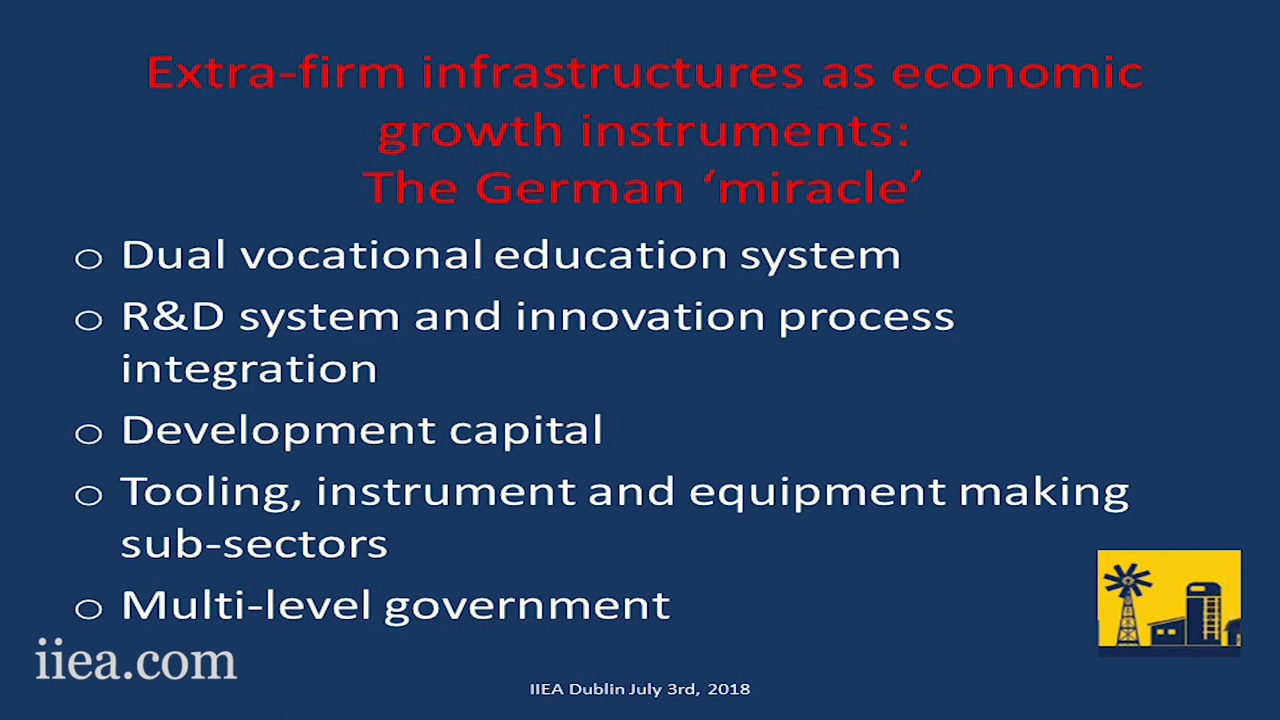 Extra-firm infrastructures as economic
growth instruments:
The German ‘miracle’
o Dual vocational education system
o R&D system and innovation process
integration
o Development capital
o Tooling, instrument and equipment making
sub-sectors
o Multi-level government
iiea.com
IIEA Dublin July 3rd, 2018